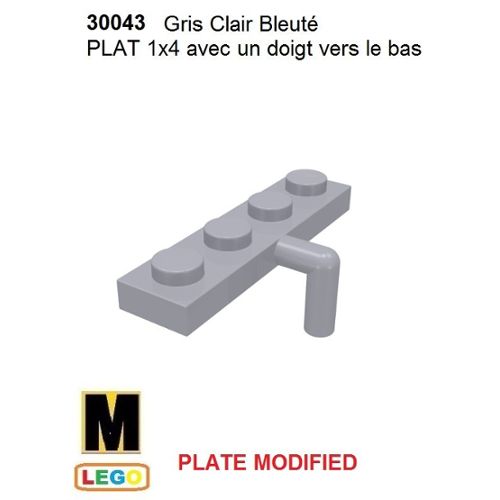 30043 Gris Clair Bleuté
PLAT 1x4 avec un doigt vers le bas
M
LEGO
PLATE MODIFIED